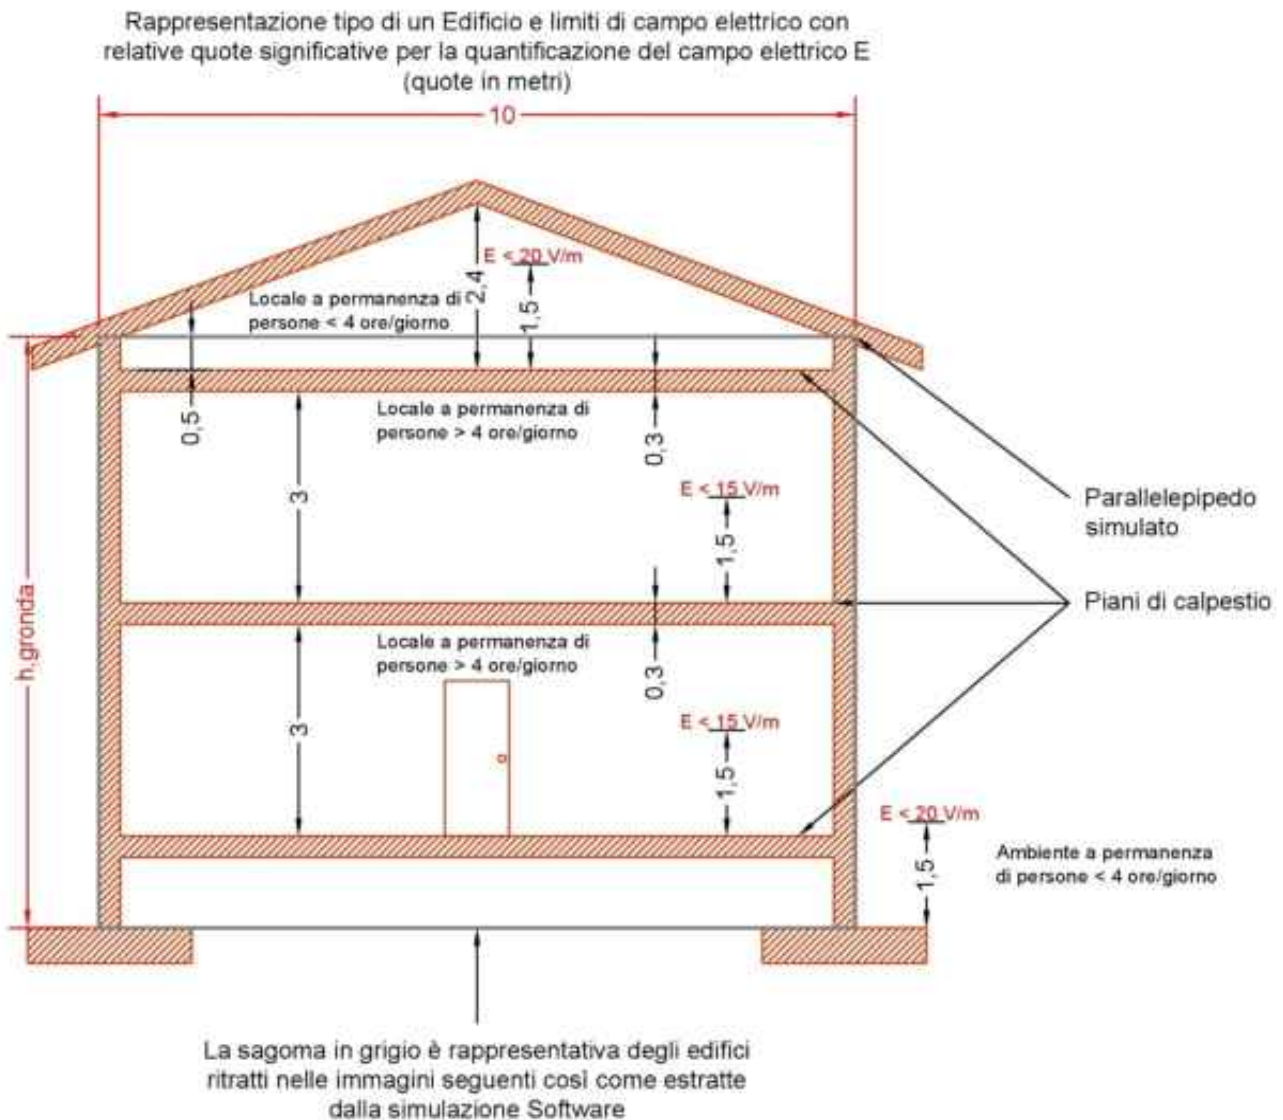 Rappresentazione tipo di un Edificio e limiti di campo elettrico con
relative quote significative per la quantificazione del campo elettrico E
(quote in metri)
10
E < 20 V/m
2,4
1,5
Locale a permanenza di
persone < 4 ore/giorno
0,5
Locale a permanenza di
persone > 4 ore/giorno
0,3
3
E < 15 V/m
1,5
Parallelepipedo
simulato
Piani di calpestio
h,gronda
Locale a permanenza di
persone > 4 ore/giorno
0,3
3
E < 15 V/m
1,5
E < 20 V/m
1,5
Ambiente a permanenza
di persone < 4 ore/giorno
La sagoma in grigio è rappresentativa degli edifici
ritratti nelle immagini seguenti così come estratte
dalla simulazione Software